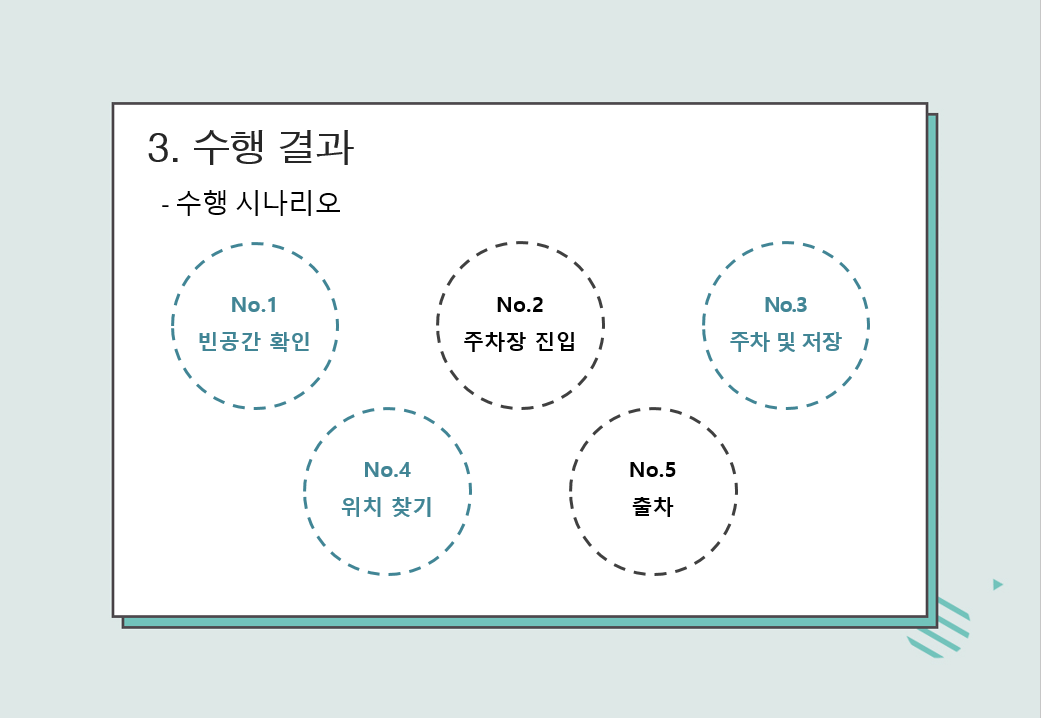 3. 수행 결과
- 수행 시나리오
No.1
빈공간 확인
No.2
주차장 진입
No.3
주차 및 저장
No.4
위치 찾기
No.5
출차